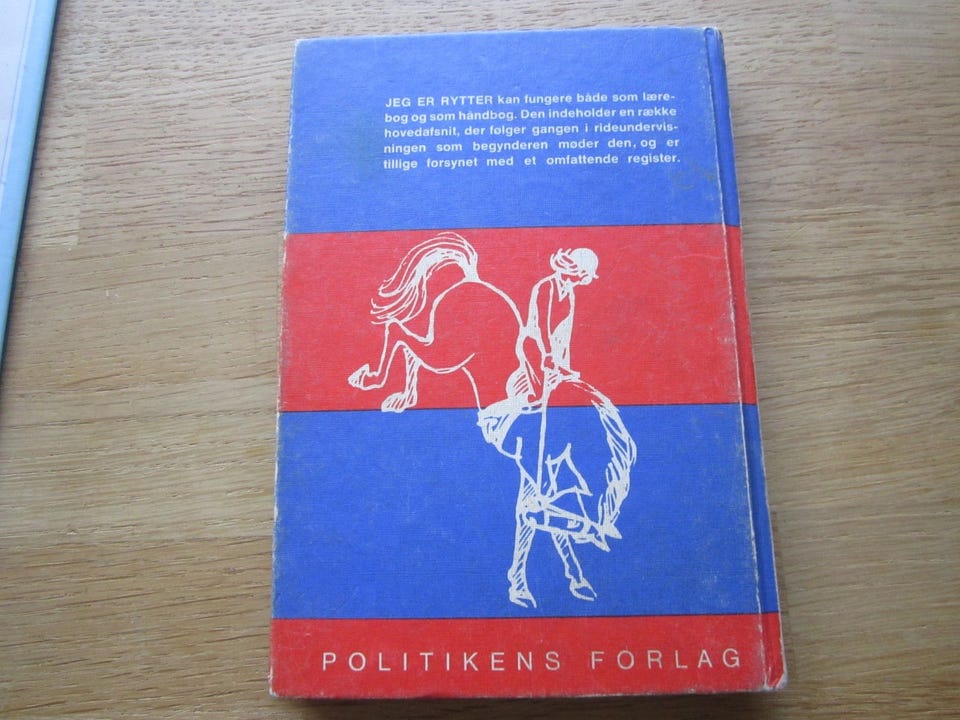 JEG ER RYTTER kan fungere både som lære-
bog og som håndbog. Den indeholder en række
hovedafsnit, der følger gangen i rideundervis-
ningen som begynderen møder den, og er
tillige forsynet med et omfattende register.
POLITIKENS FORLAG